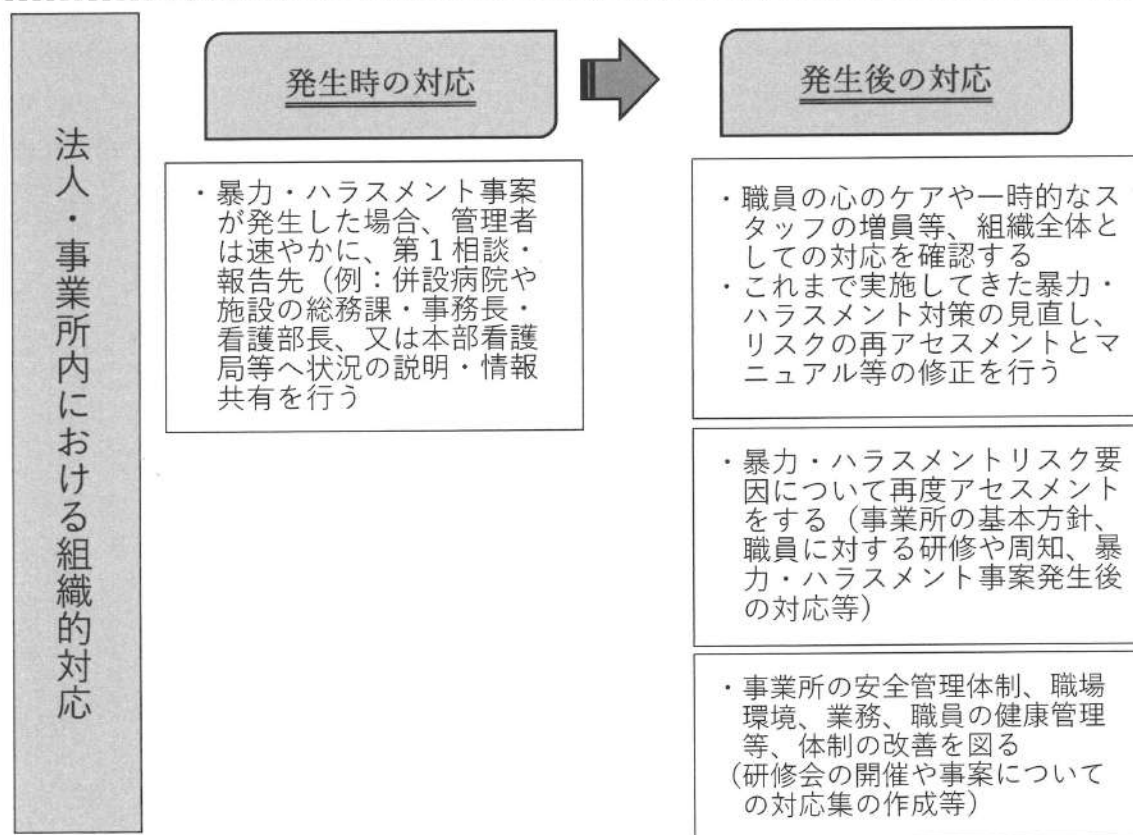 法人・事業所内における組織的対応
発生時の対応
・暴力・ハラスメント事案
が発生した場合、管理者
は速やかに、第1相談・
報告先（例：併設病院や
施設の総務課・事務長・
看護部長、又は本部看護
局等へ状況の説明・情報
共有を行う
発生後の対応
・職員の心のケアや一時的なス
タッフの増員等、組織全体と
しての対応を確認する
・これまで実施してきた暴力・
ハラスメント対策の見直し、
リスクの再アセスメントとマ
ニュアル等の修正を行う
・暴力・ハラスメントリスク要
因について再度アセスメント
をする（事業所の基本方針、
職員に対する研修や周知、暴
力・ハラスメント事案発生後
の対応等）
・事業所の安全管理体制、職場
環境、業務、職員の健康管理
等、体制の改善を図る
（研修会の開催や事案について
の対応集の作成等）